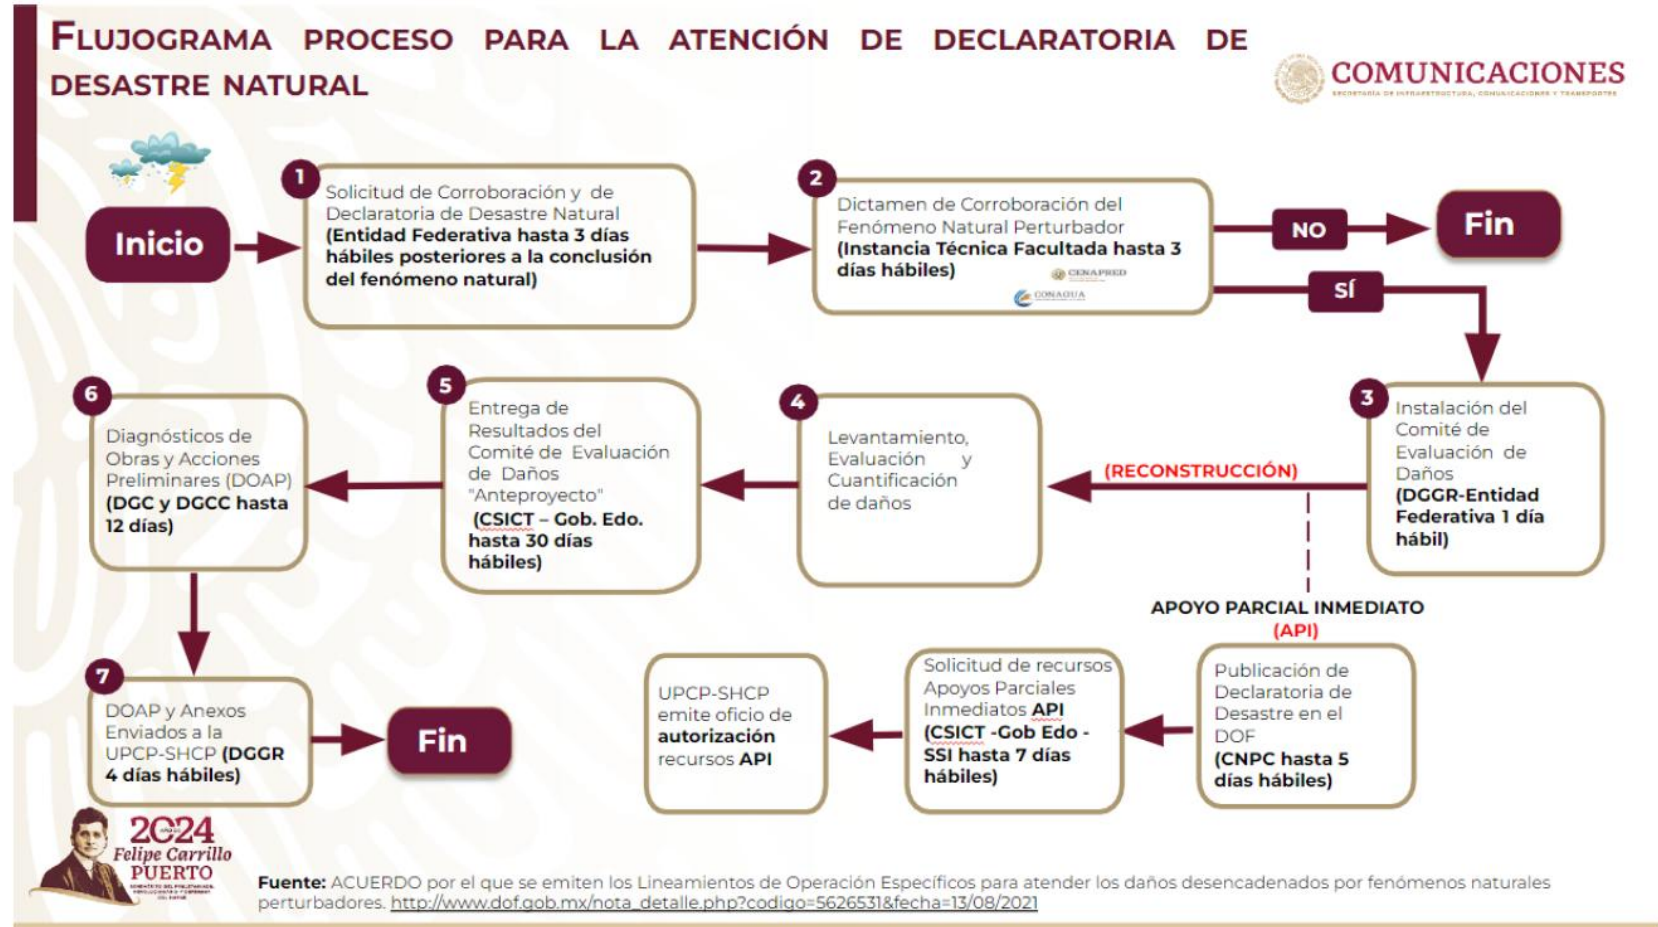 FLUJOGRAMA PROCESO PARA LA ATENCIÓN DE DECLARATORIA DE
DESASTRE NATURAL
COMUNICACIONES
SECRETARÍA DE INFRAESTRUCTURA, COMUNICACIONES Y TRANSPORTES
Inicio
1
Solicitud de Corroboración y de
Declaratoria de Desastre Natural
(Entidad Federativa hasta 3 días
hábiles posteriores a la conclusión
del fenómeno natural)
2
Dictamen de Corroboración del
Fenómeno Natural Perturbador
(Instancia Técnica Facultada hasta 3
días hábiles)
CENAPRED
CONAGUA
NO
Fin
SÍ
3
Instalación del
Comité de
Evaluación de
Daños
(DGGR-Entidad
Federativa 1 día
hábil)
(RECONSTRUCCIÓN)
4
Levantamiento,
Evaluación y
Cuantificación
de daños
5
Entrega de
Resultados del
Comité de Evaluación
de Daños
"Anteproyecto"
(CSICT – Gob. Edo.
hasta 30 días
hábiles)
6
Diagnósticos de
Obras y Acciones
Preliminares (DOAP)
(DGC y DGCC hasta
12 días)
7
DOAP y Anexos
Enviados a la
UPCP-SHCP (DGGR
4 días hábiles)
Fin
APOYO PARCIAL INMEDIATO
(API)
Publicación de
Declaratoria de
Desastre en el
DOF
(CNPC hasta 5
días hábiles)
Solicitud de recursos
Apoyos Parciales
Inmediatos API
(CSICT -Gob Edo -
SSI hasta 7 días
hábiles)
UPCP-SHCP
emite oficio de
autorización
recursos API
2024
Felipe Carrillo
PUERTO
Fuente: ACUERDO por el que se emiten los Lineamientos de Operación Específicos para atender los daños desencadenados por fenómenos naturales
perturbadores. http://www.dof.gob.mx/nota_detalle.php?codigo=5626531&fecha=13/08/2021